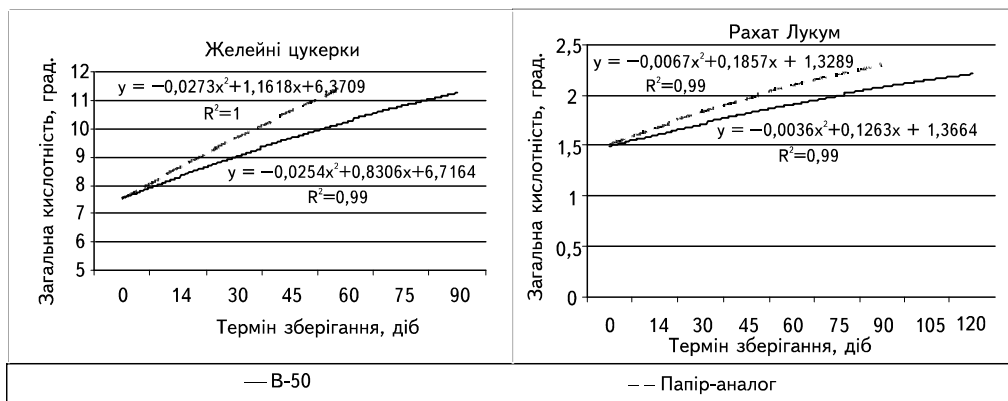 Желейні цукерки
Загальна кислотність, град.
12
11
10
9
8
7
6
5
y = −0,0273x²+1,1618x+6,3709
R²=1
y = −0,0254x²+0,8306x+6,7164
R²=0,99
0 14 30 45 60 75 90
Термін зберігання, діб
Рахат Лукум
Загальна кислотність, град.
2,5
2
1,5
1
0,5
0
y = −0,0067x²+0,1857x + 1,3289
R²=0,99
y = −0,0036x²+0,1263x + 1,3664
R²=0,99
0 14 30 45 60 75 90 105 120
Термін зберігання, діб
В-50
Папір-аналог